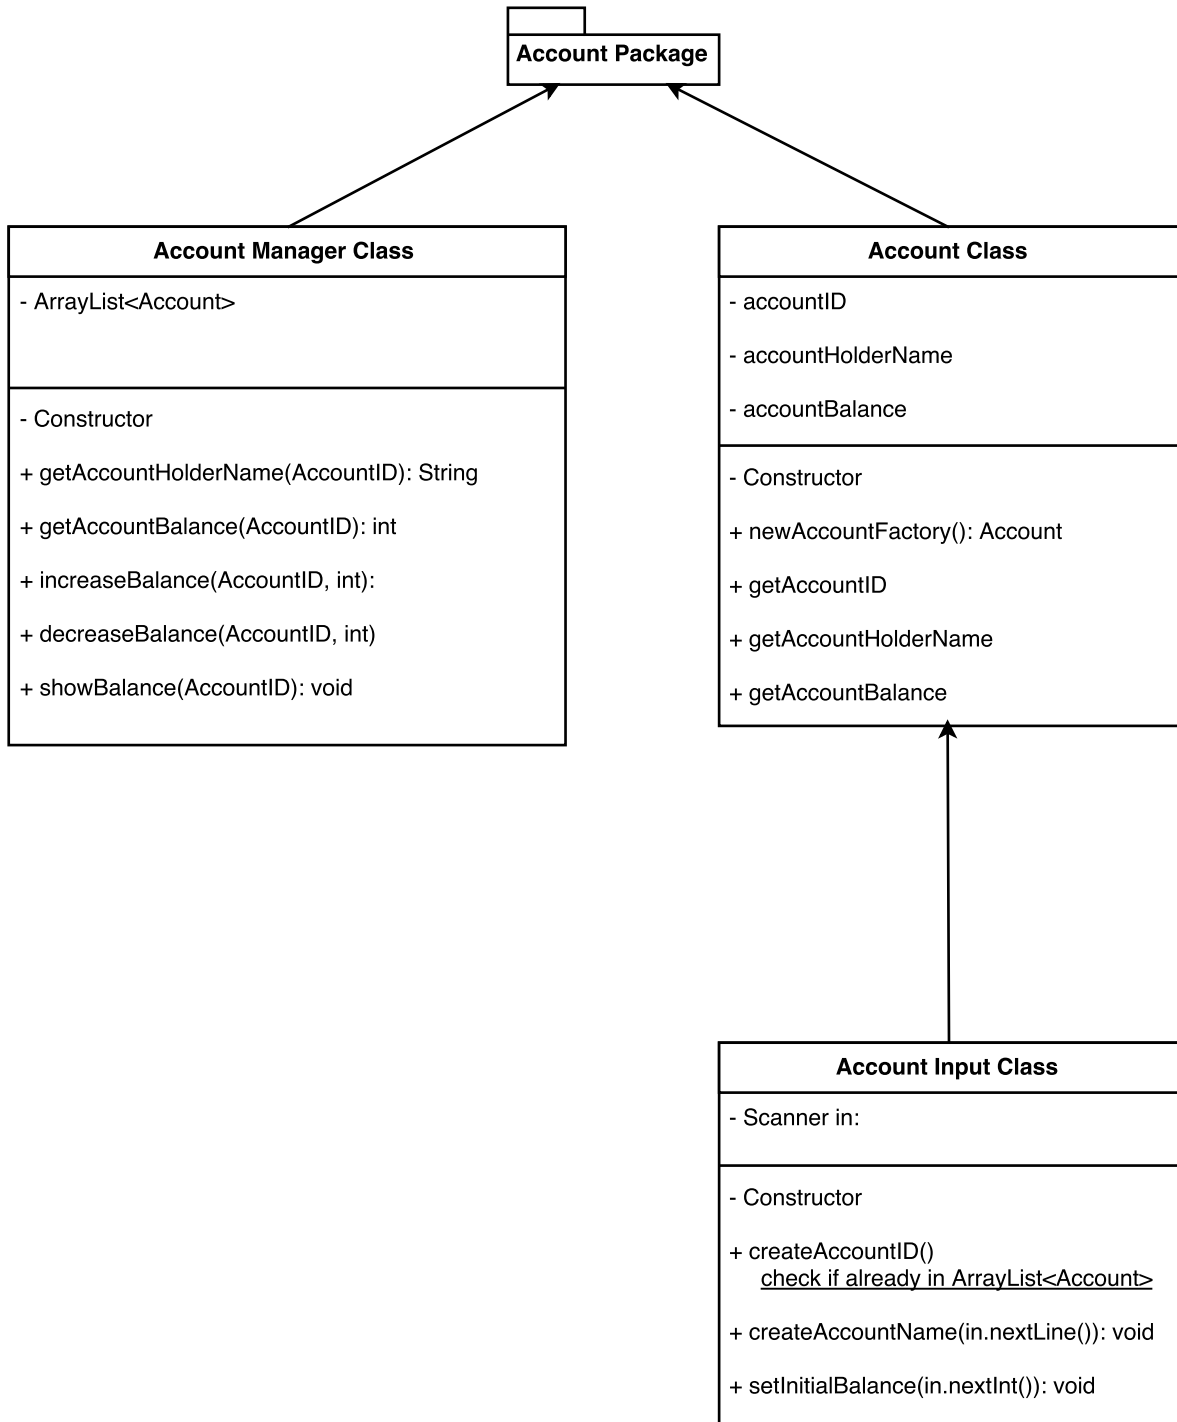 Account Package
Account Manager Class
- ArrayList<Account>
- Constructor
+ getAccountHolderName(AccountID): String
+ getAccountBalance(AccountID): int
+ increaseBalance(AccountID, int):
+ decreaseBalance(AccountID, int)
+ showBalance(AccountID): void
Account Class
- accountID
- accountHolderName
- accountBalance
- Constructor
+ newAccountFactory(): Account
+ getAccountID
+ getAccountHolderName
+ getAccountBalance
Account Input Class
- Scanner in:
- Constructor
+ createAccountID()
check if already in ArrayList<Account>
+ createAccountName(in.nextLine()): void
+ setInitialBalance(in.nextInt()): void